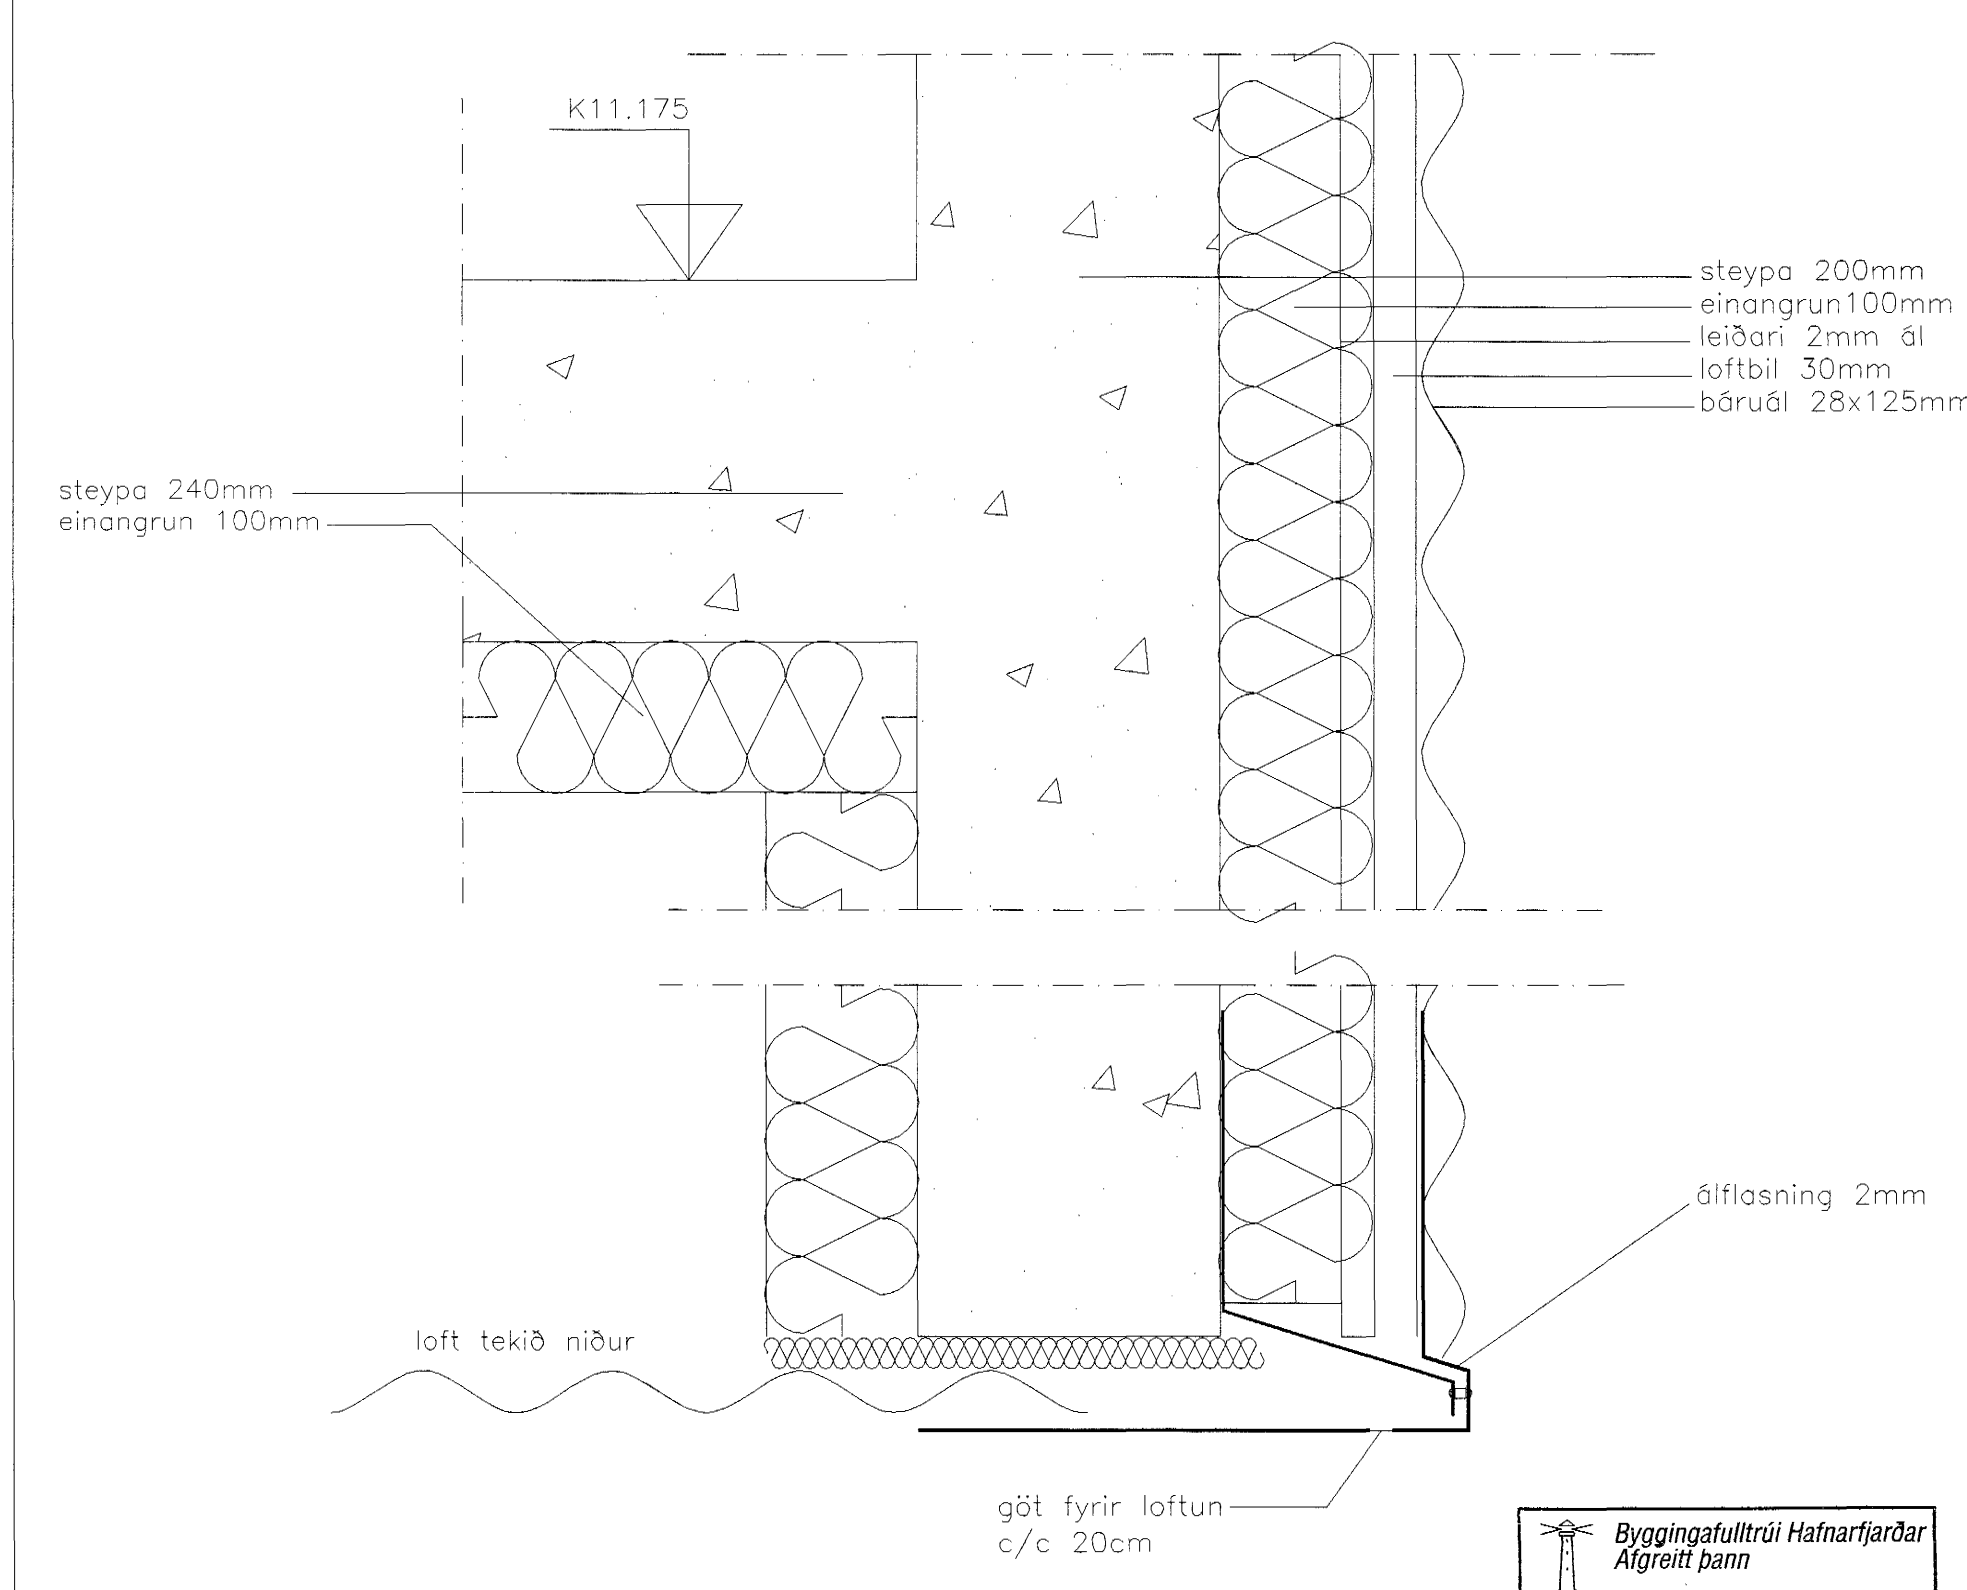 K11.175
steypa 200mm
einangrun100mm
leiðari 2mm ál
loftbil 30mm
báruál 28x125mm
steypa 240mm
einangrun 100mm
álflasning 2mm
loft tekið niður
göt fyrir loftun
c/c 20cm
Byggingafulltrúi Hafnarfjarðar
Afgreitt þann